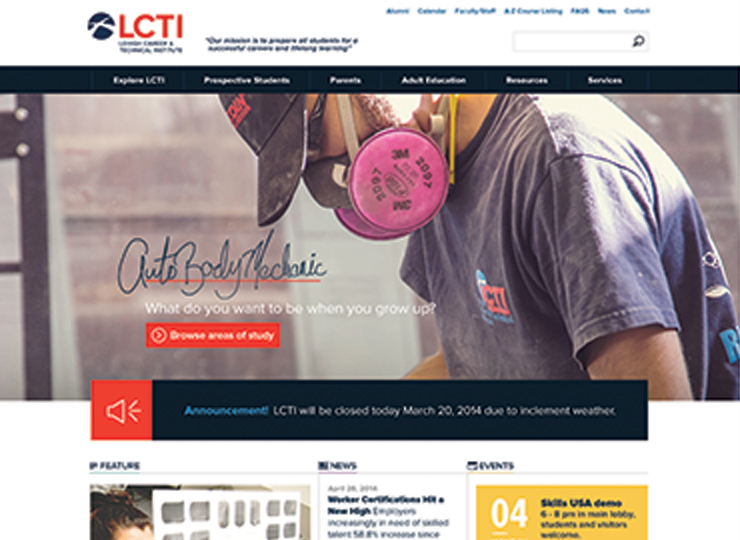 LCTI
LEHIGH CAREER &
TECHNICAL INSTITUTE
"Our mission is to prepare all students for a
successful careers and lifelong learning"
Alumni Calendar Faculty/Staff A-Z Course Listing FAQS News Contact
Explore LCTI Prospective Students Parents Adult Education Resources Services
3M 2097
2097
INC
Auto Body Mechanic
What do you want to be when you grow up?
Browse areas of study
LCTI
Announcement! LCTI will be closed today March 20, 2014 due to inclement weather.
FEATURE
NEWS
April 28, 2014
Worker Certifications Hit a
New High Employers
increasingly in need of skilled
talent 58.8% increase since
EVENTS
04
Skills USA demo
6 - 8 pm in main lobby,
students and visitors
welcome.